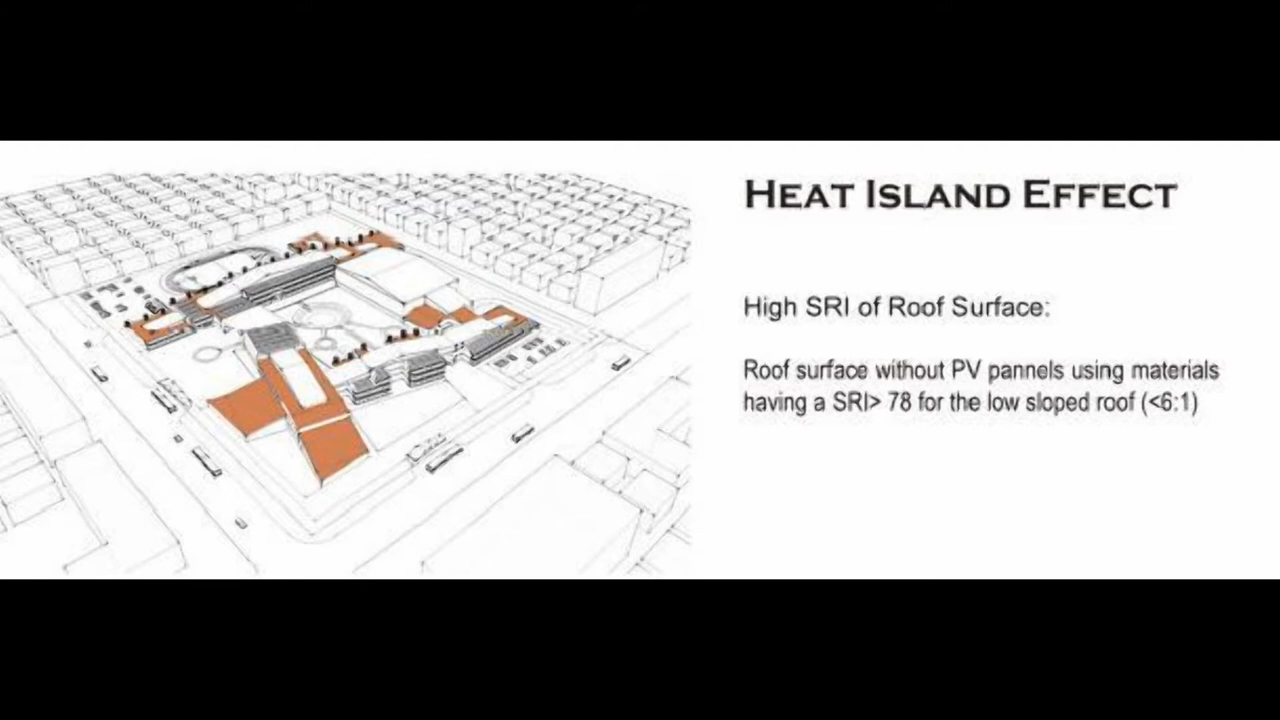 HEAT ISLAND EFFECT
High SRI of Roof Surface:
Roof surface without PV pannels using materials
having a SRI> 78 for the low sloped roof (<6:1)